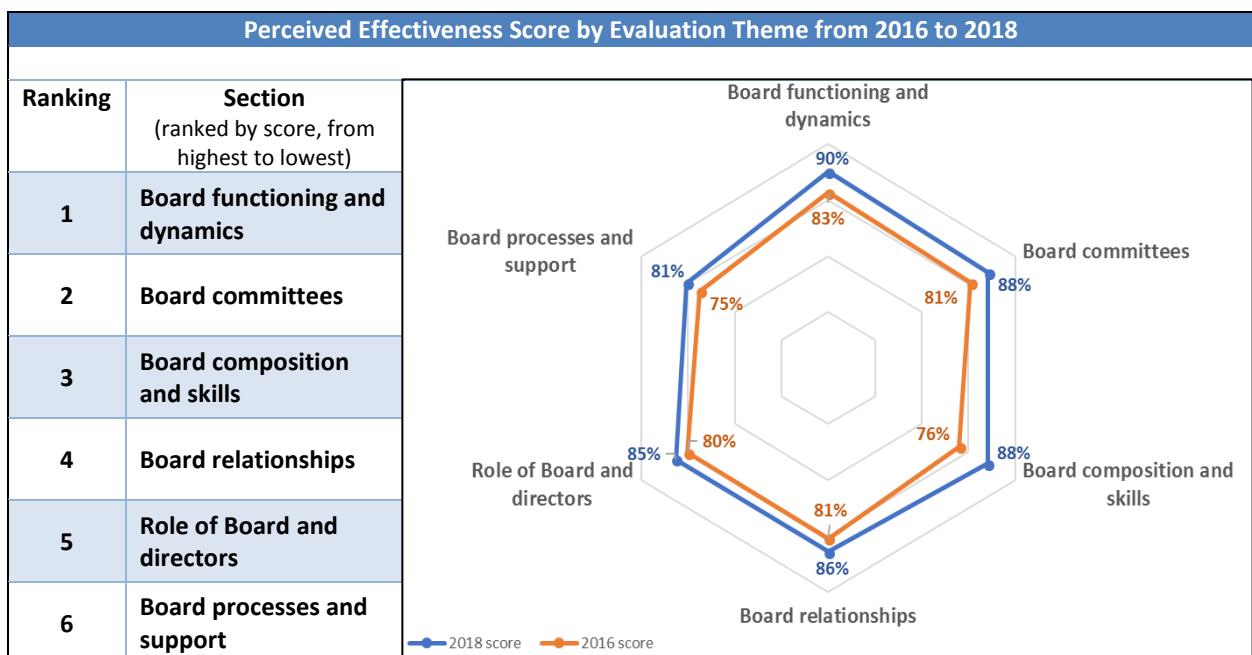 Perceived Effectiveness Score by Evaluation Theme from 2016 to 2018
Ranking
Section
(ranked by score, from
highest to lowest)
1
Board functioning and
dynamics
2
Board committees
3
Board composition
and skills
4
Board relationships
5
Role of Board and
directors
6
Board processes and
support
Board functioning and
dynamics
90%
83%
Board processes and
support
Board committees
81%
75%
81%
88%
80%
76%
85%
88%
Role of Board and
directors
Board composition and
skills
81%
86%
Board relationships
2018 score
2016 score